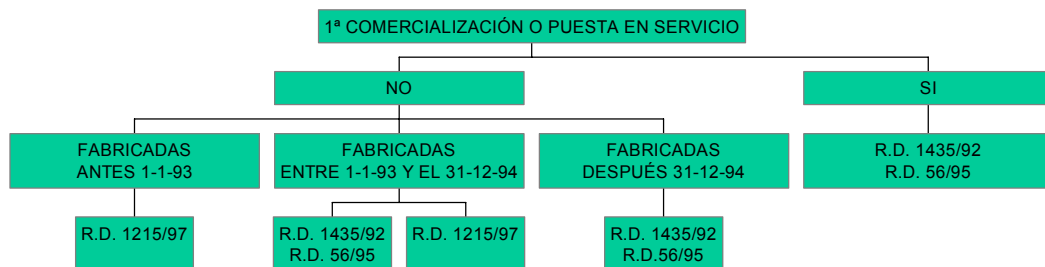 1ª COMERCIALIZACIÓN O PUESTA EN SERVICIO
NO
SI
FABRICADAS
ANTES 1-1-93
FABRICADAS
ENTRE 1-1-93 Y EL 31-12-94
FABRICADAS
DESPUÉS 31-12-94
R.D. 1435/92
R.D. 56/95
R.D. 1215/97
R.D. 1435/92
R.D. 56/95
R.D. 1215/97
R.D. 1435/92
R.D.56/95